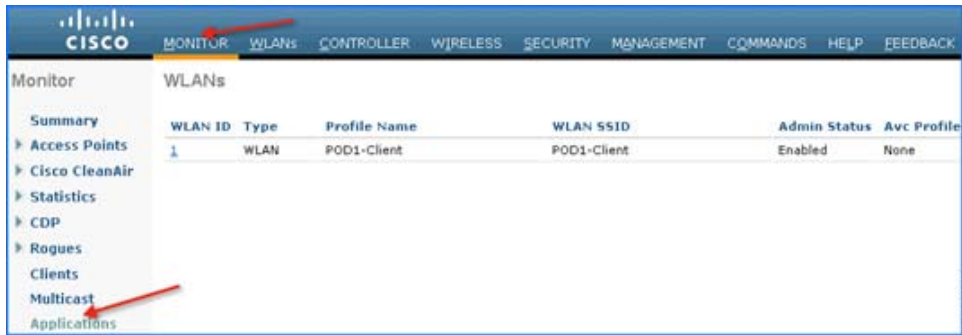 CISCO
MONITOR WLANs CONTROLLER WIRELESS SECURITY MANAGEMENT COMMANDS HELP FEEDBACK
Monitor
Summary
Access Points
Cisco CleanAir
Statistics
CDP
Rogues
Clients
Multicast
Applications
WLANs
WLAN ID Type Profile Name WLAN SSID Admin Status Avc Profile
1 WLAN POD1-Client POD1-Client Enabled None